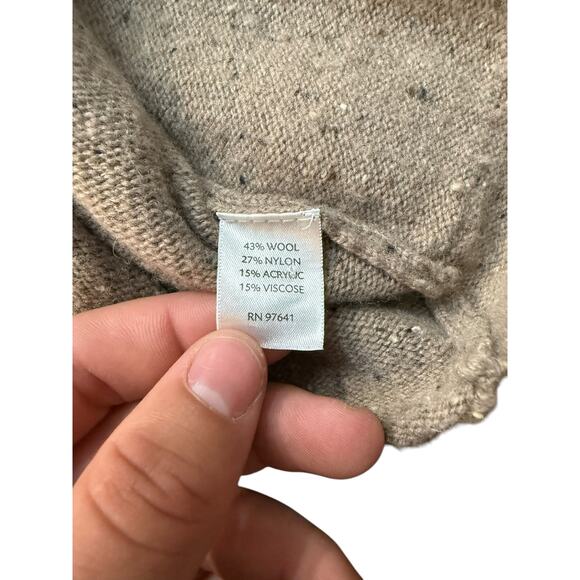 43% WOOL
27% NYLON
15% ACRYLIC
15% VISCOSE
RN 97641